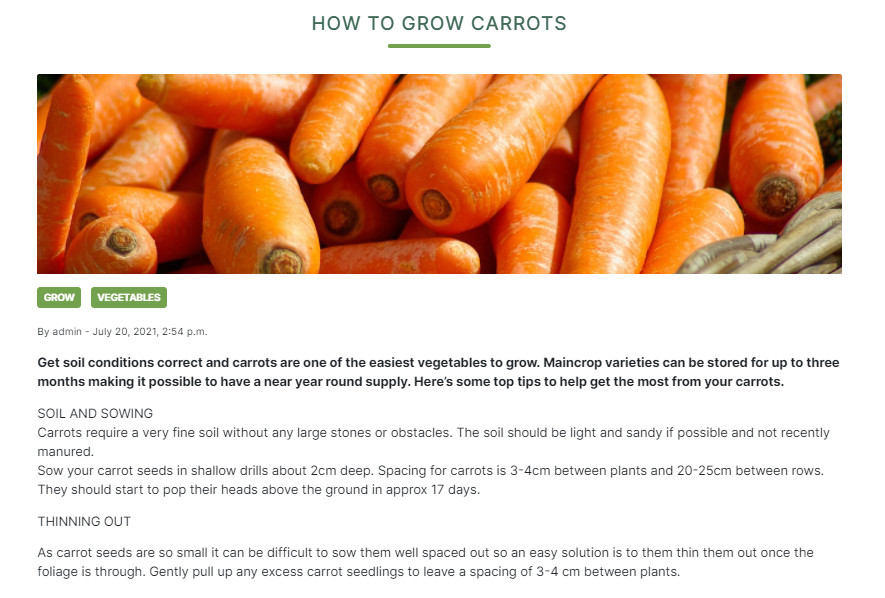 HOW TO GROW CARROTS
GROW VEGETABLES
By admin - July 20, 2021, 2:54 p.m.
Get soil conditions correct and carrots are one of the easiest vegetables to grow. Maincrop varieties can be stored for up to three
months making it possible to have a near year round supply. Here’s some top tips to help get the most from your carrots.
SOIL AND SOWING
Carrots require a very fine soil without any large stones or obstacles. The soil should be light and sandy if possible and not recently
manured.
Sow your carrot seeds in shallow drills about 2cm deep. Spacing for carrots is 3-4cm between plants and 20-25cm between rows.
They should start to pop their heads above the ground in approx 17 days.
THINNING OUT
As carrot seeds are so small it can be difficult to sow them well spaced out so an easy solution is to them thin them out once the
foliage is through. Gently pull up any excess carrot seedlings to leave a spacing of 3-4 cm between plants.